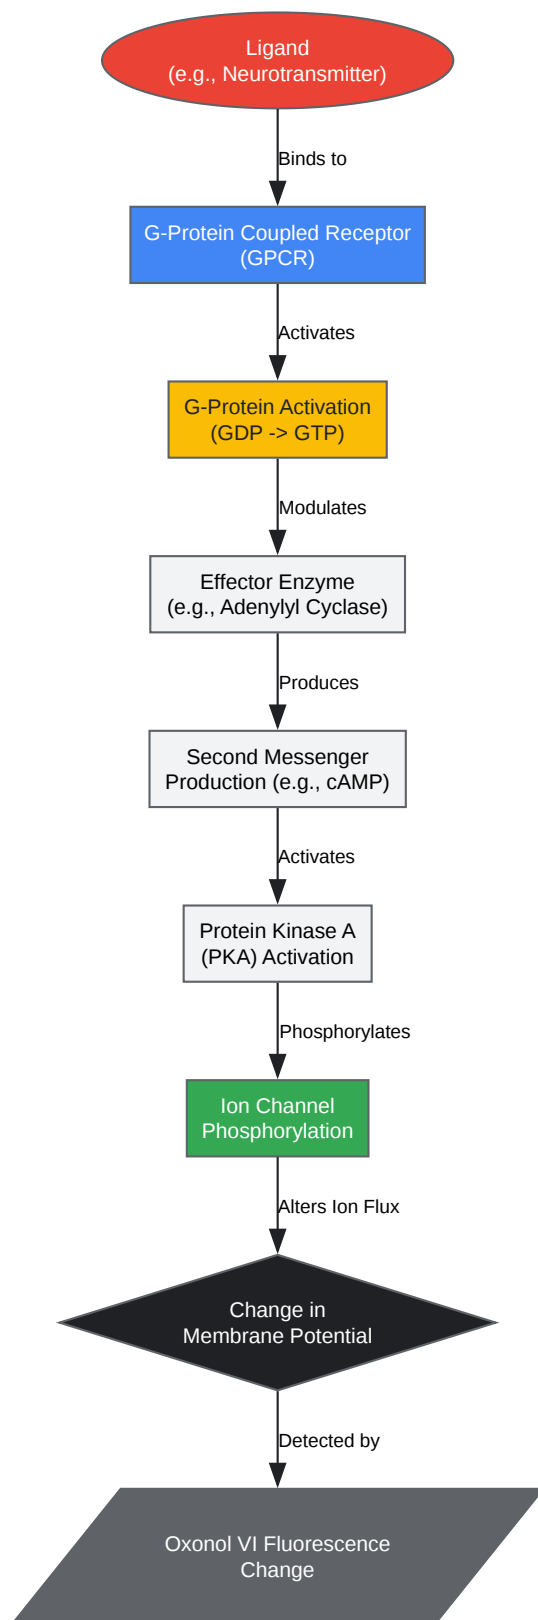 Ligand
(e.g., Neurotransmitter)
Binds to
G-Protein Coupled Receptor
(GPCR)
Activates
G-Protein Activation
(GDP -> GTP)
Modulates
Effector Enzyme
(e.g., Adenylyl Cyclase)
Produces
Second Messenger
Production (e.g., cAMP)
Activates
Protein Kinase A
(PKA) Activation
Phosphorylates
Ion Channel
Phosphorylation
Alters Ion Flux
Change in
Membrane Potential
Detected by
Oxonol VI Fluorescence
Change